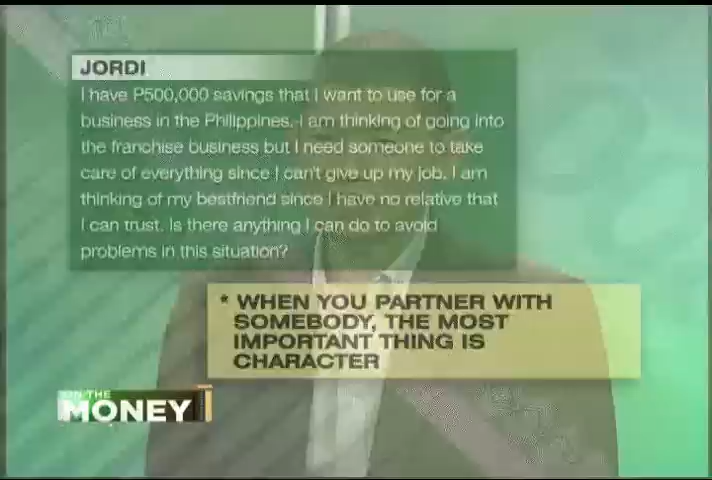 JORDI
I have P500,000 savings that I want to use for a
business in the Philippines. I am thinking of going into
the franchise business but I need someone to take
care of everything since I can't give up my job. I am
thinking of my bestfriend since I have no relative that
I can trust. Is there anything I can do to avoid
problems in this situation?
* WHEN YOU PARTNER WITH
SOMEBODY, THE MOST
IMPORTANT THING IS
CHARACTER
ON THE
MONEY